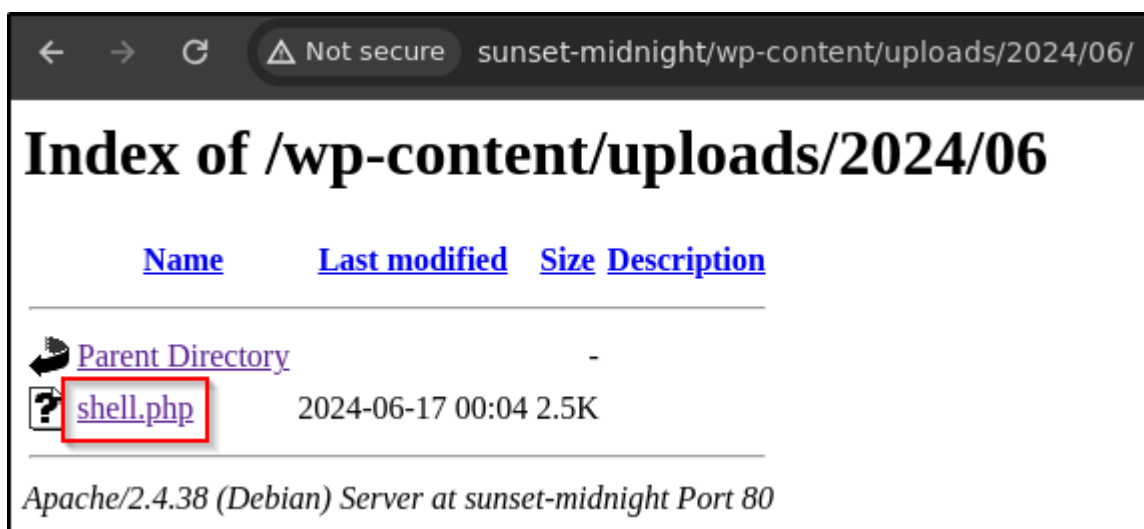 Not secure sunset-midnight/wp-content/uploads/2024/06/
Index of /wp-content/uploads/2024/06
Name Last modified Size Description
Parent Directory -
shell.php 2024-06-17 00:04 2.5K
Apache/2.4.38 (Debian) Server at sunset-midnight Port 80